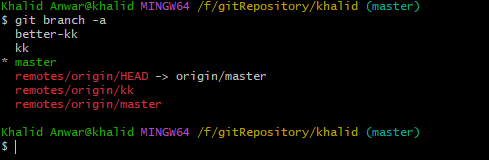 Khalid Anwar@khalid MINGW64 /f/gitRepository/khalid (master)
$ git branch -a
  better-kk
  kk
* master
  remotes/origin/HEAD -> origin/master
  remotes/origin/kk
  remotes/origin/master
Khalid Anwar@khalid MINGW64 /f/gitRepository/khalid (master)
$